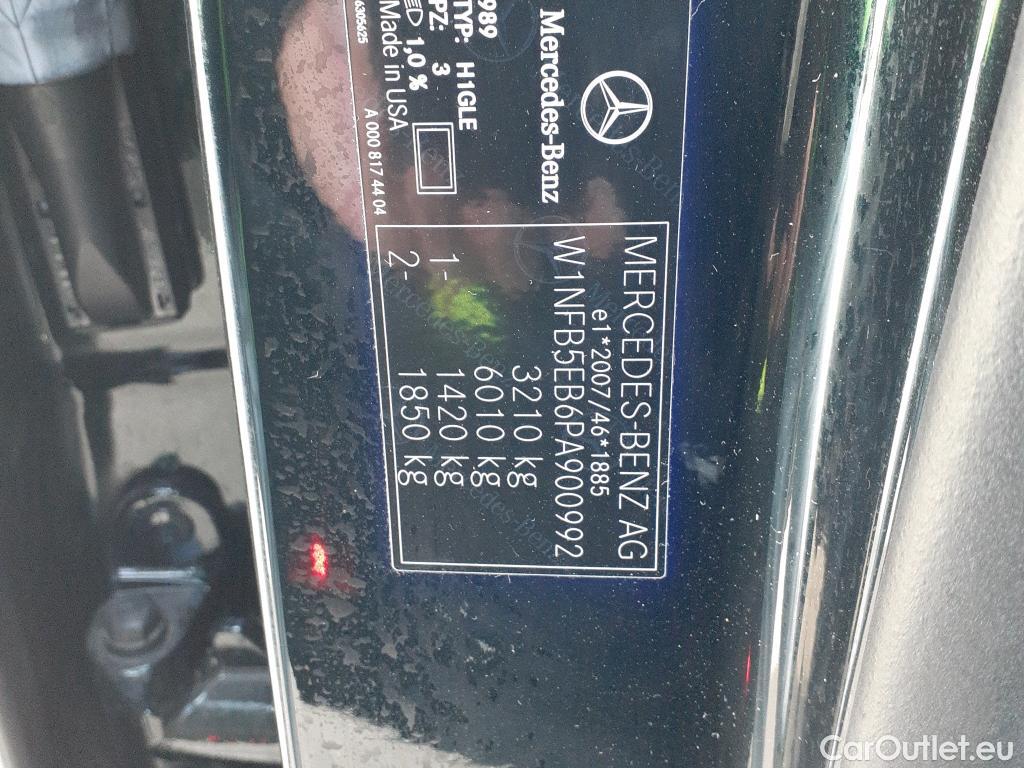 MERCEDES-BENZ AG
e1*2007/46*1885
W1NFB5EB6PA900992
3210 kg
6010 kg
1- 1420 kg
2- 1850 kg
Mercedes-Benz
989
TYP: H1GLE
PZ: 3
1,0 %
Made in USA
6305625
A 000 817 44 04
CarOutlet.eu